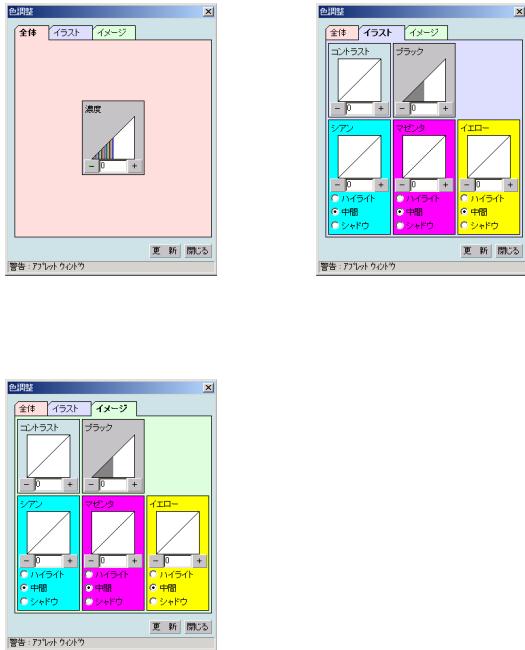 色調整
全体 イラスト イメージ
濃度
− 0 +
更 新 閉じる
警告 : アプレット ウィンドウ
色調整
全体 イラスト イメージ
コントラスト ブラック
− 0 + − 0 +
シアン マゼンタ イエロー
− 0 + − 0 + − 0 +
ハイライト ハイライト ハイライト
中間 中間 中間
シャドウ シャドウ シャドウ
更 新 閉じる
警告 : アプレット ウィンドウ
色調整
全体 イラスト イメージ
コントラスト ブラック
− 0 + − 0 +
シアン マゼンタ イエロー
− 0 + − 0 + − 0 +
ハイライト ハイライト ハイライト
中間 中間 中間
シャドウ シャドウ シャドウ
更 新 閉じる
警告 : アプレット ウィンドウ